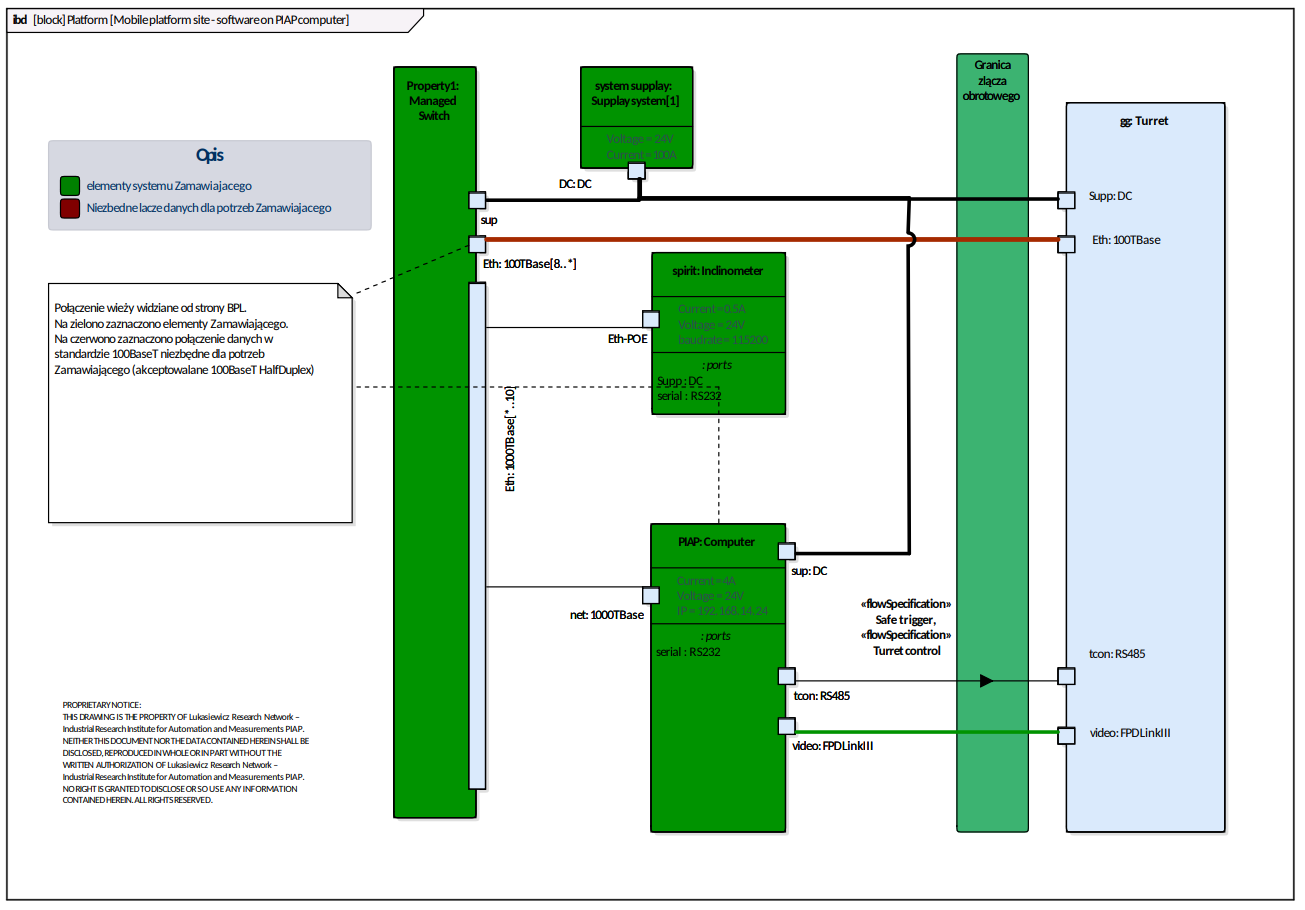 ibd [block] Platform [Mobile platform site - software on PIAP computer]
Opis
elementy systemu Zamawiajacego
Niezbedne lacze danych dla potrzeb Zamawiajacego
Połączenie wieży widziane od strony BPL.
Na zielono zaznaczono elementy Zamawiającego.
Na czerwono zaznaczono połączenie danych w
standardzie 100BaseT niezbędne dla potrzeb
Zamawiającego (akceptowalane 100BaseT HalfDuplex)
PROPRIETARY NOTICE:
THIS DRAWING IS THE PROPERTY OF Lukasiewicz Research Network –
Industrial Research Institute for Automation and Measurements PIAP.
NEITHER THIS DOCUMENT NOR THE DATA CONTAINED HEREIN SHALL BE
DISCLOSED, REPRODUCED IN WHOLE OR IN PART WITHOUT THE
WRITTEN AUTHORIZATION OF Lukasiewicz Research Network –
Industrial Research Institute for Automation and Measurements PIAP.
NO RIGHT IS GRANTED TO DISCLOSE OR SO USE ANY INFORMATION
CONTAINED HEREIN. ALL RIGHTS RESERVED.
Property1:
Managed
Switch
sup
Eth: 100TBase[8..*]
Eth: 1000TBase[*..10]
system supplay:
Supplay system[1]
Voltage = 24V
Current = 100A
DC: DC
spirit: Inclinometer
Current =0.5A
Voltage = 24V
baudrate = 115200
: ports
Supp : DC
serial : RS232
Eth-POE
PIAP: Computer
Current =4A
Voltage = 24V
IP = 192.168.14.24
: ports
serial : RS232
net: 1000TBase
sup: DC
tcon: RS485
video: FPDLinkIII
«flowSpecification»
Safe trigger,
«flowSpecification»
Turret control
Granica
złącza
obrotowego
gg: Turret
Supp: DC
Eth: 100TBase
tcon: RS485
video: FPDLinkIII